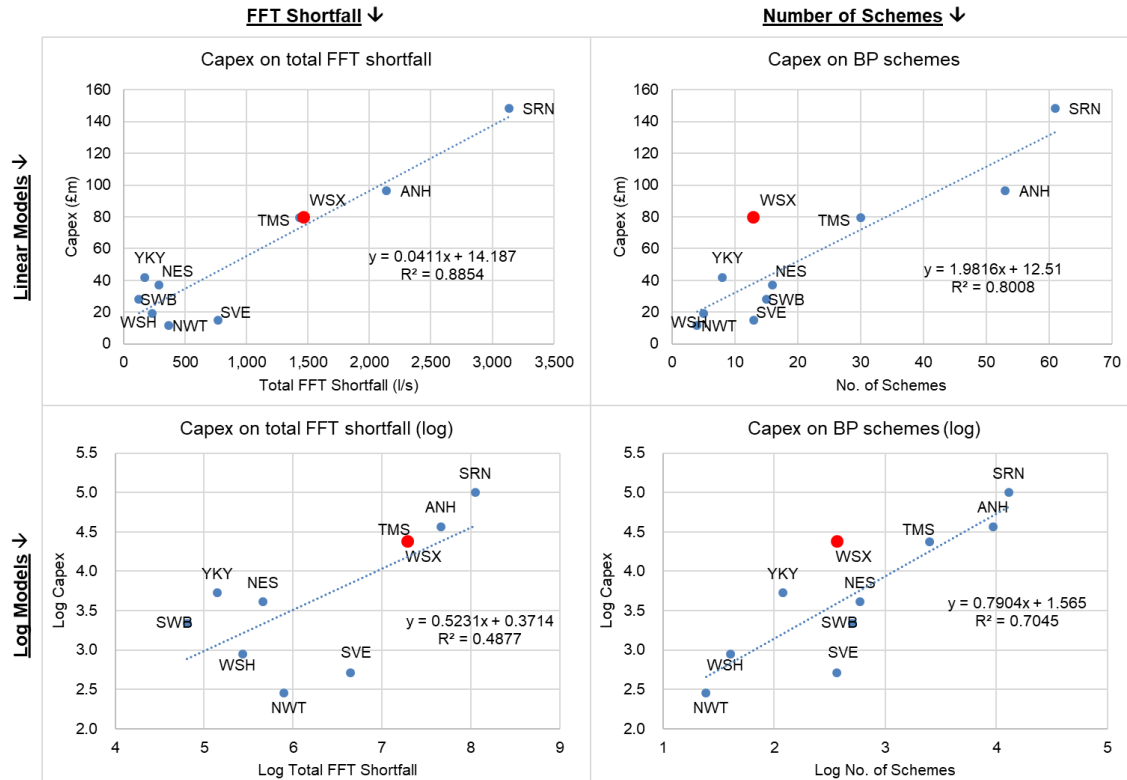 FFT Shortfall ↓
Number of Schemes ↓
Linear Models ↓
Capex on total FFT shortfall
160
140
120
100
80
60
40
20
0
Capex (£m)
SRN
ANH
WSX
TMS
YKY
NES
SWB
SVE
WSH
NWT
y = 0.0411x + 14.187
R² = 0.8854
0 500 1,000 1,500 2,000 2,500 3,000 3,500
Total FFT Shortfall (l/s)
Capex on BP schemes
160
140
120
100
80
60
40
20
0
Capex (£m)
SRN
ANH
WSX
TMS
YKY
NES
SWB
SVE
WSH
NWT
y = 1.9816x + 12.51
R² = 0.8008
0 10 20 30 40 50 60 70
No. of Schemes
Log Models ↓
Capex on total FFT shortfall (log)
5.5
5.0
4.5
4.0
3.5
3.0
2.5
2.0
Log Capex
SRN
ANH
TMS
WSX
YKY
NES
SWB
WSH
SVE
NWT
y = 0.5231x + 0.3714
R² = 0.4877
4 5 6 7 8 9
Log Total FFT Shortfall
Capex on BP schemes (log)
5.5
5.0
4.5
4.0
3.5
3.0
2.5
2.0
Log Capex
SRN
ANH
TMS
WSX
YKY
NES
SWB
WSH
SVE
NWT
y = 0.7904x + 1.565
R² = 0.7045
1 2 3 4 5
Log No. of Schemes